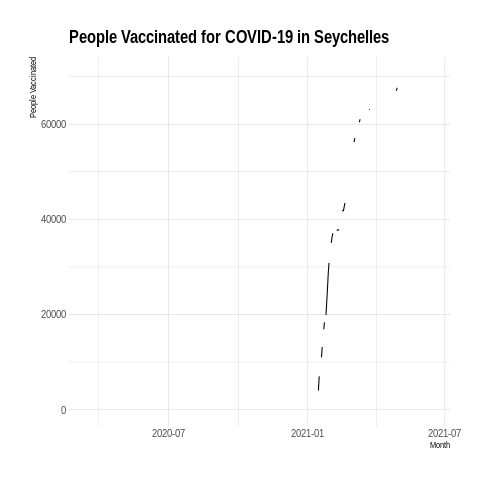 People Vaccinated for COVID-19 in Seychelles
People Vaccinated
60000
40000
20000
0
2020-07
2021-01
2021-07
Month